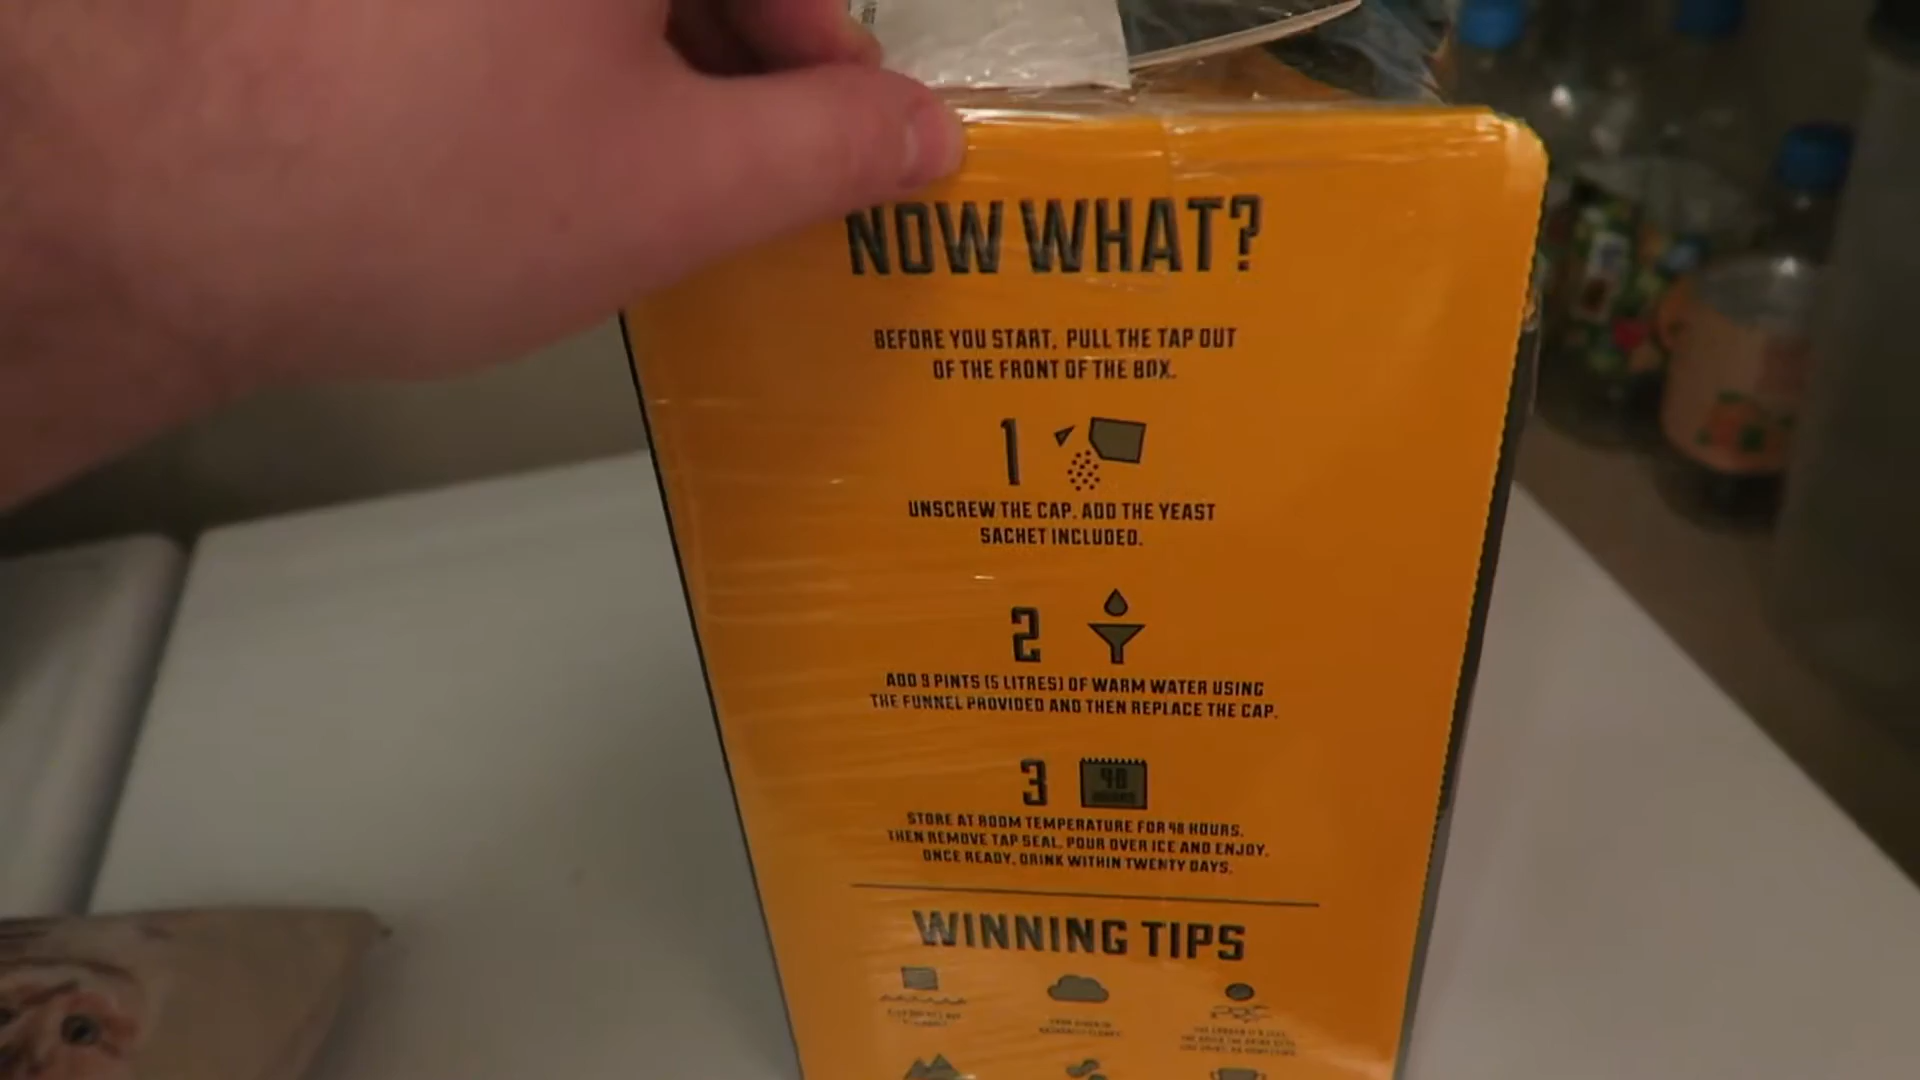 NOW WHAT?
BEFORE YOU START, PULL THE TAP OUT
OF THE FRONT OF THE BOX.
1
UNSCREW THE CAP. ADD THE YEAST
SACHET INCLUDED.
2
ADD 9 PINTS (5 LITRES) OF WARM WATER USING
THE FUNNEL PROVIDED AND THEN REPLACE THE CAP.
3
48
HOURS
STORE AT ROOM TEMPERATURE FOR 48 HOURS.
THEN REMOVE TAP SEAL. POUR OVER ICE AND ENJOY.
ONCE READY, DRINK WITHIN TWENTY DAYS.
WINNING TIPS